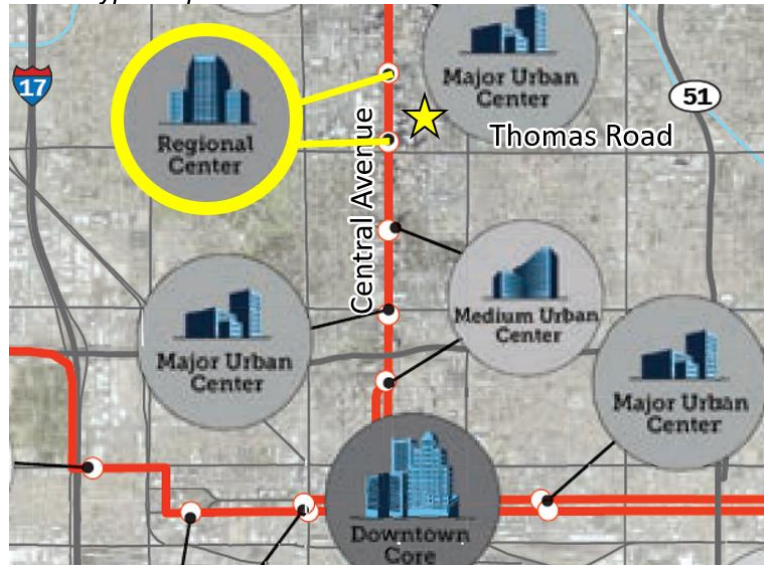 17
Regional
Center
Major Urban
Center
51
Thomas Road
Central Avenue
Major Urban
Center
Medium Urban
Center
Major Urban
Center
Downtown
Core